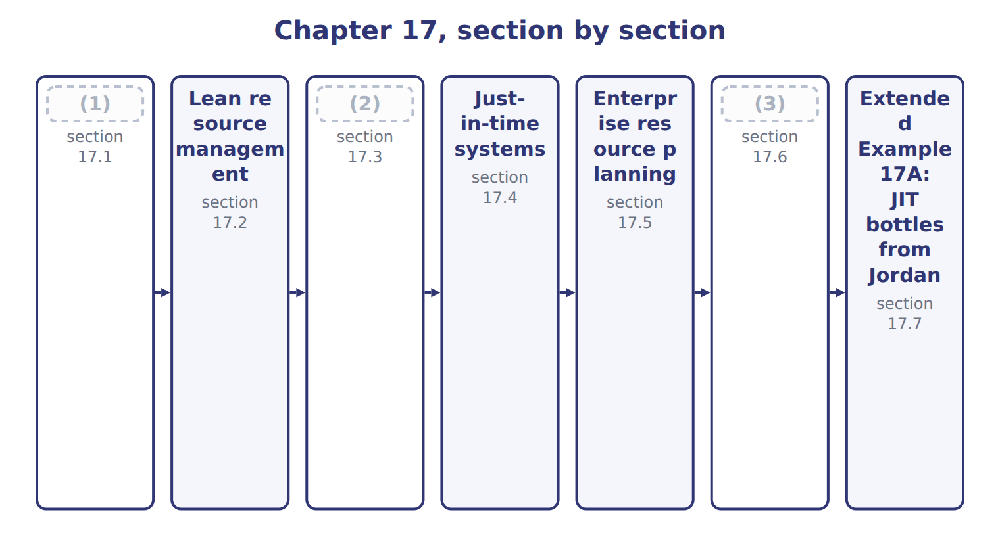 Chapter 17, section by section
(1)
section
17.1
Lean re
source
managem
ent
section
17.2
(2)
section
17.3
Just-
in-time
systems
section
17.4
Enterpr
ise res
ource p
lanning
section
17.5
(3)
section
17.6
Extende
d
Example
17A:
JIT
bottles
from
Jordan
section
17.7